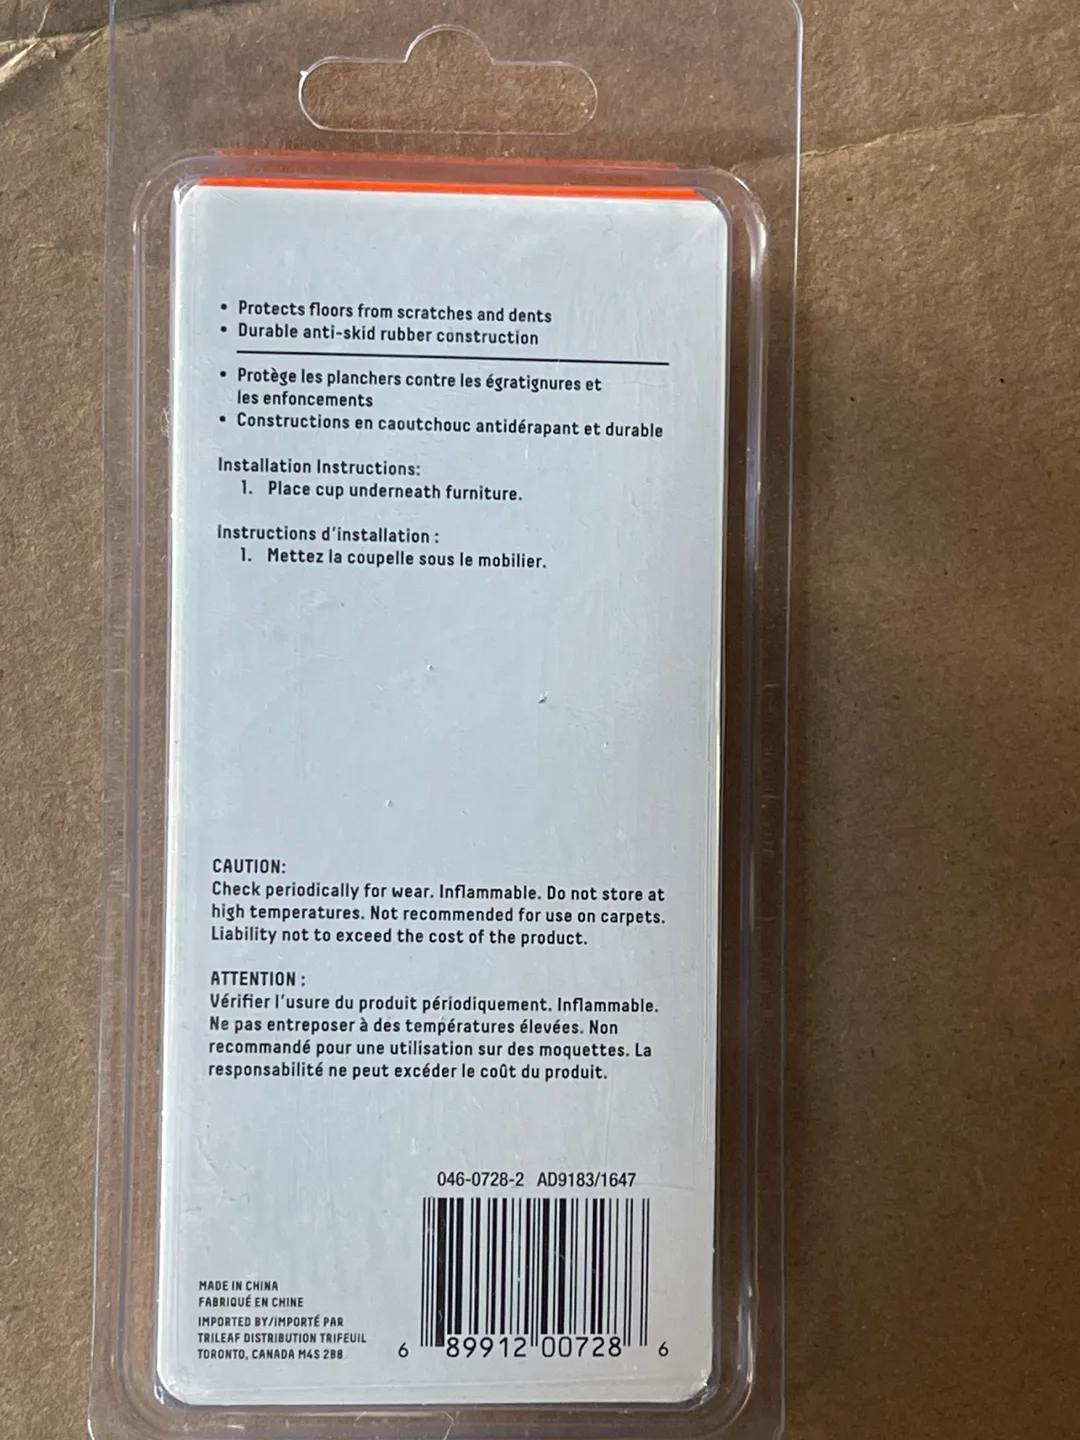 • Protects floors from scratches and dents
• Durable anti-skid rubber construction
• Protège les planchers contre les égratignures et
les enfoncements
• Constructions en caoutchouc antidérapant et durable
Installation Instructions:
1. Place cup underneath furniture.
Instructions d'installation :
1. Mettez la coupelle sous le mobilier.
CAUTION:
Check periodically for wear. Inflammable. Do not store at
high temperatures. Not recommended for use on carpets.
Liability not to exceed the cost of the product.
ATTENTION :
Vérifier l'usure du produit périodiquement. Inflammable.
Ne pas entreposer à des températures élevées. Non
recommandé pour une utilisation sur des moquettes. La
responsabilité ne peut excéder le coût du produit.
046-0728-2 AD9183/1647
6 89912 00728 6
MADE IN CHINA
FABRIQUÉ EN CHINE
IMPORTED BY/IMPORTÉ PAR
TRILEAF DISTRIBUTION TRIFEUIL
TORONTO, CANADA M4S 2B8